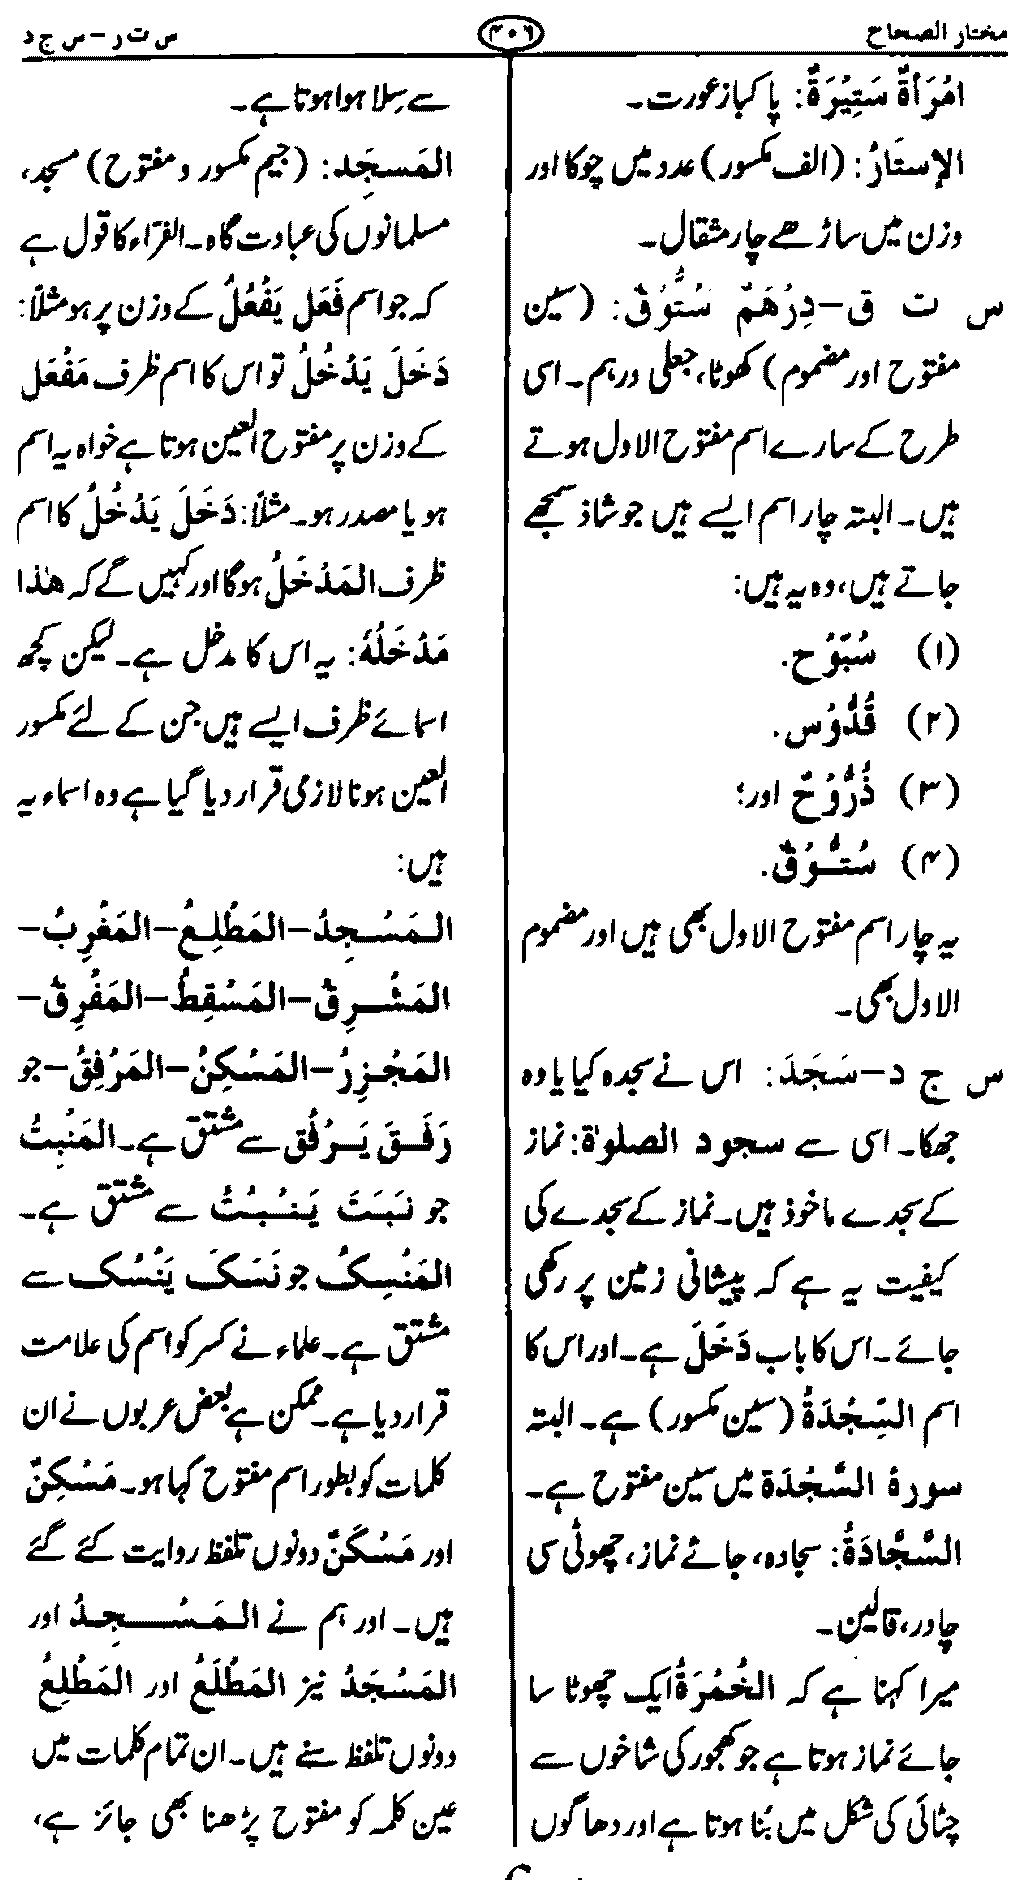 مختار الصحاح ۴۰۶ س ت ر – س ج د
امْرَأةٌ سَتِيْرَةٌ: پاکباز عورت۔
الإستَارُ: (الف مکسور) عدد میں چوکا اور
وزن میں ساڑھے چار مثقال۔
س ت ق – دِرْهَمٌ سُتُّوْقٌ: (سین
مفتوح اور مضموم) کھوٹا، جعلی درہم۔ اسی
طرح کے سارے اسم مفتوح الاول ہوتے
ہیں۔ البتہ چار اسم ایسے ہیں جو شاذ سمجھے
جاتے ہیں، وہ یہ ہیں:
(۱) سُبّوْح.
(۲) قُدُّوْس.
(۳) ذُرُّوْحٌ اور؛
(۴) سُتُّوْقٌ.
یہ چار اسم مفتوح الاول بھی ہیں اور مضموم
الاول بھی۔
س ج د – سَجَدَ: اس نے سجدہ کیا یا وہ
جھکا۔ اسی سے سجود الصلوٰة: نماز
کے سجدے ماخوذ ہیں۔ نماز کے سجدے کی
کیفیت یہ ہے کہ پیشانی زمین پر رکھی
جائے۔ اس کا باب دَخَلَ ہے۔ اور اس کا
اسم السِّجْدَةُ (سین مکسور) ہے۔ البتہ
سورۂ السَّجْدَة میں سین مفتوح ہے۔
السَّجَّادَةُ: سجادہ، جائے نماز، چھوٹی سی
چادر، قالین۔
میرا کہنا ہے کہ الخُمْرَةُ ایک چھوٹا سا
جائے نماز ہوتا ہے جو کھجور کی شاخوں سے
چٹائی کی شکل میں بُنا ہوتا ہے اور دھاگوں
سے سِلا ہوا ہوتا ہے۔
المَسجِد: (جیم مکسور و مفتوح) مسجد،
مسلمانوں کی عبادت گاہ۔ الفرّاء کا قول ہے
کہ جو اسم فَعَل يَفْعُلُ کے وزن پر ہو مثلاً:
دَخَلَ يَدْخُلُ تو اس کا اسم ظرف مَفْعَل
کے وزن پر مفتوح العین ہوتا ہے خواہ یہ اسم
ہو یا مصدر ہو۔ مثلاً: دَخَلَ يَدْخُلُ کا اسم
ظرف المَدْخَلُ ہوگا اور کہیں گے کہ هٰذا
مَدْخَلُهٗ: یہ اس کا مدخل ہے۔ لیکن کچھ
اسمائے ظرف ایسے ہیں جن کے لئے مکسور
العین ہونا لازمی قرار دیا گیا ہے وہ اسماء یہ
ہیں:
المَسْجِدُ – المَطْلِعُ – المَغْرِبُ –
المَشْرِقُ – المَسْقِطُ – المَفْرِقُ –
المَجْزِرُ – المَسْكِنُ – المَرْفِقُ – جو
رَفَقَ يَرْفُق سے مشتق ہے۔ المَنْبِتُ
جو نَبَتَ يَنْبُتُ سے مشتق ہے۔
المَنْسِكُ جو نَسَكَ يَنْسُك سے
مشتق ہے۔ علماء نے کسر کو اسم کی علامت
قرار دیا ہے۔ ممکن ہے بعض عربوں نے ان
کلمات کو بطور اسم مفتوح کہا ہو۔ مَسْكِنٌ
اور مَسْكَنٌ دونوں تلفظ روایت کئے گئے
ہیں۔ اور ہم نے المَسْجِدُ اور
المَسْجَدُ نیز المَطْلَعُ اور المَطْلِعُ
دونوں تلفظ سنے ہیں۔ ان تمام کلمات میں
عین کلمہ کو مفتوح پڑھنا بھی جائز ہے،